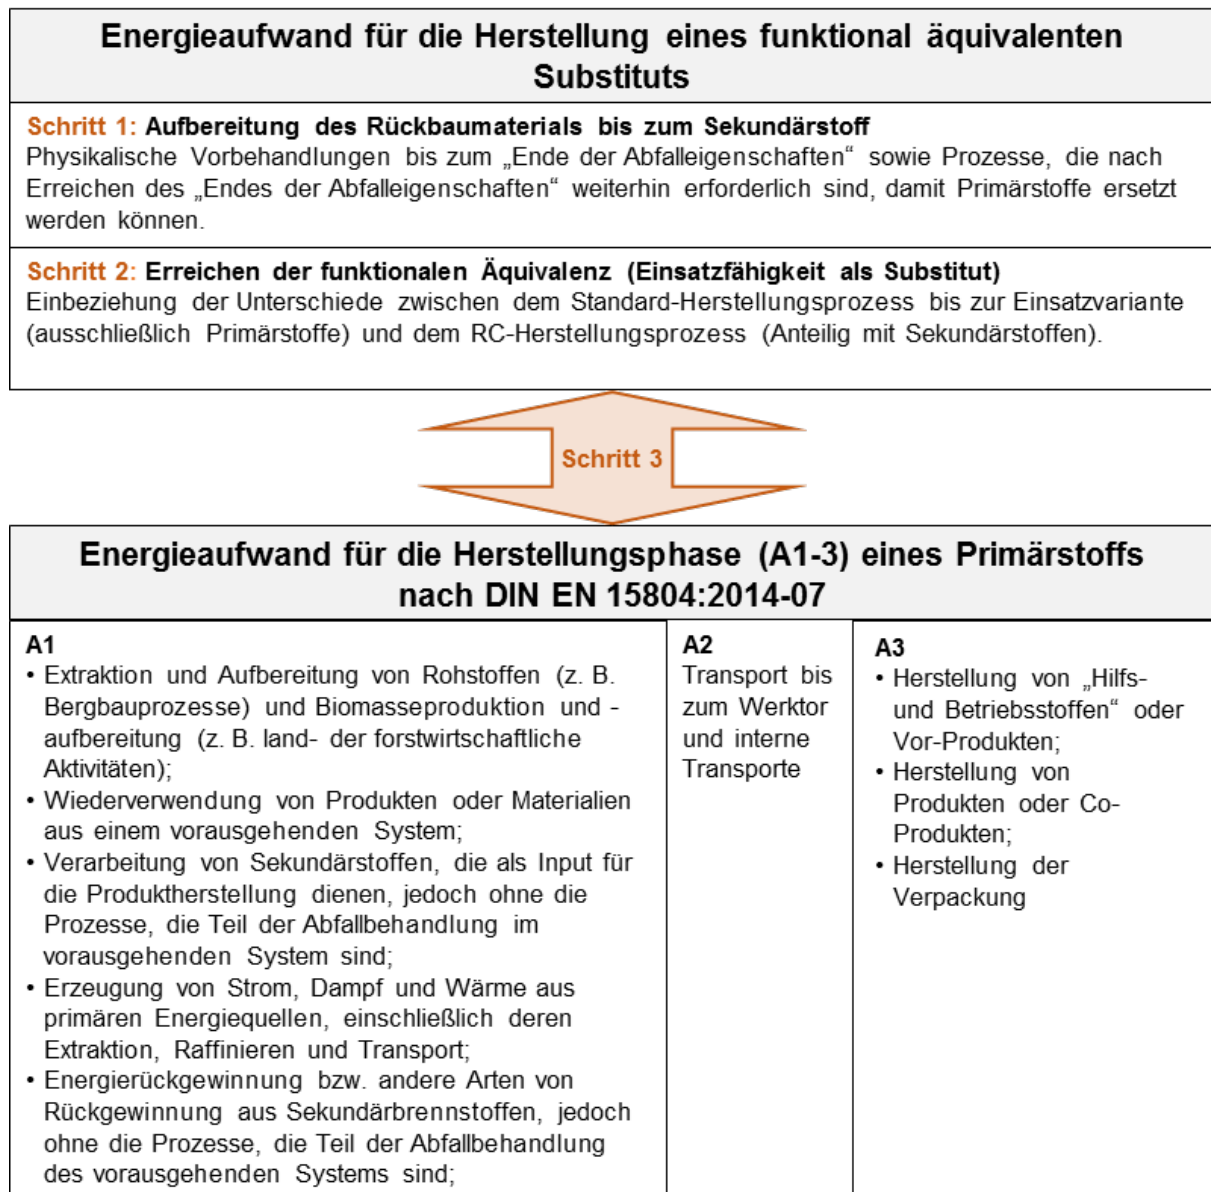 Energieaufwand für die Herstellung eines funktional äquivalenten
Substituts
Schritt 1: Aufbereitung des Rückbaumaterials bis zum Sekundärstoff
Physikalische Vorbehandlungen bis zum „Ende der Abfalleigenschaften“ sowie Prozesse, die nach
Erreichen des „Endes der Abfalleigenschaften“ weiterhin erforderlich sind, damit Primärstoffe ersetzt
werden können.
Schritt 2: Erreichen der funktionalen Äquivalenz (Einsatzfähigkeit als Substitut)
Einbeziehung der Unterschiede zwischen dem Standard-Herstellungsprozess bis zur Einsatzvariante
(ausschließlich Primärstoffe) und dem RC-Herstellungsprozess (Anteilig mit Sekundärstoffen).
Schritt 3
Energieaufwand für die Herstellungsphase (A1-3) eines Primärstoffs
nach DIN EN 15804:2014-07
A1
• Extraktion und Aufbereitung von Rohstoffen (z. B.
Bergbauprozesse) und Biomasseproduktion und -
aufbereitung (z. B. land- der forstwirtschaftliche
Aktivitäten);
• Wiederverwendung von Produkten oder Materialien
aus einem vorausgehenden System;
• Verarbeitung von Sekundärstoffen, die als Input für
die Produktherstellung dienen, jedoch ohne die
Prozesse, die Teil der Abfallbehandlung im
vorausgehenden System sind;
• Erzeugung von Strom, Dampf und Wärme aus
primären Energiequellen, einschließlich deren
Extraktion, Raffinieren und Transport;
• Energierückgewinnung bzw. andere Arten von
Rückgewinnung aus Sekundärbrennstoffen, jedoch
ohne die Prozesse, die Teil der Abfallbehandlung
des vorausgehenden Systems sind;
A2
Transport bis
zum Werktor
und interne
Transporte
A3
• Herstellung von „Hilfs-
und Betriebsstoffen“ oder
Vor-Produkten;
• Herstellung von
Produkten oder Co-
Produkten;
• Herstellung der
Verpackung